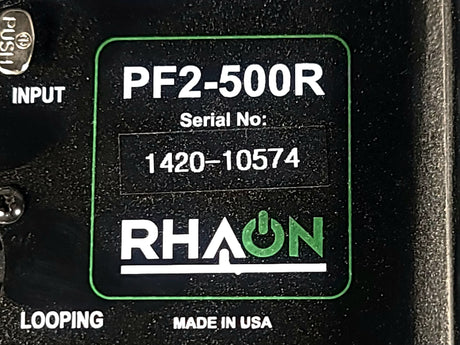 PUSH
INPUT
PF2-500R
Serial No:
1420-10574
RHAON
LOOPING
MADE IN USA